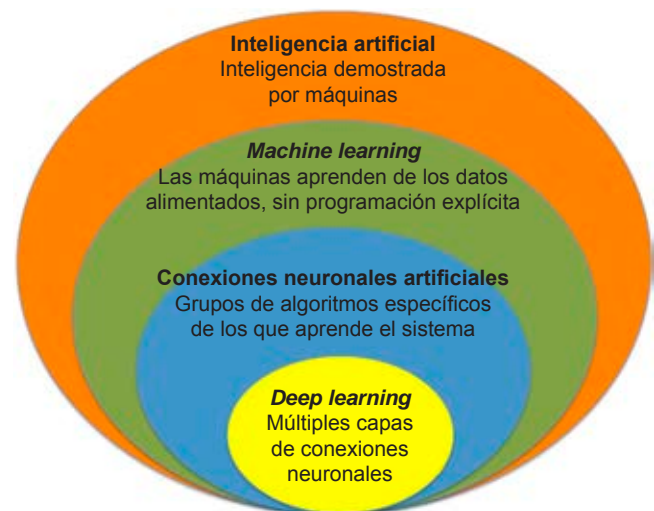 Inteligencia artificial
Inteligencia demostrada
por máquinas
Machine learning
Las máquinas aprenden de los datos
alimentados, sin programación explícita
Conexiones neuronales artificiales
Grupos de algoritmos específicos
de los que aprende el sistema
Deep learning
Múltiples capas
de conexiones
neuronales